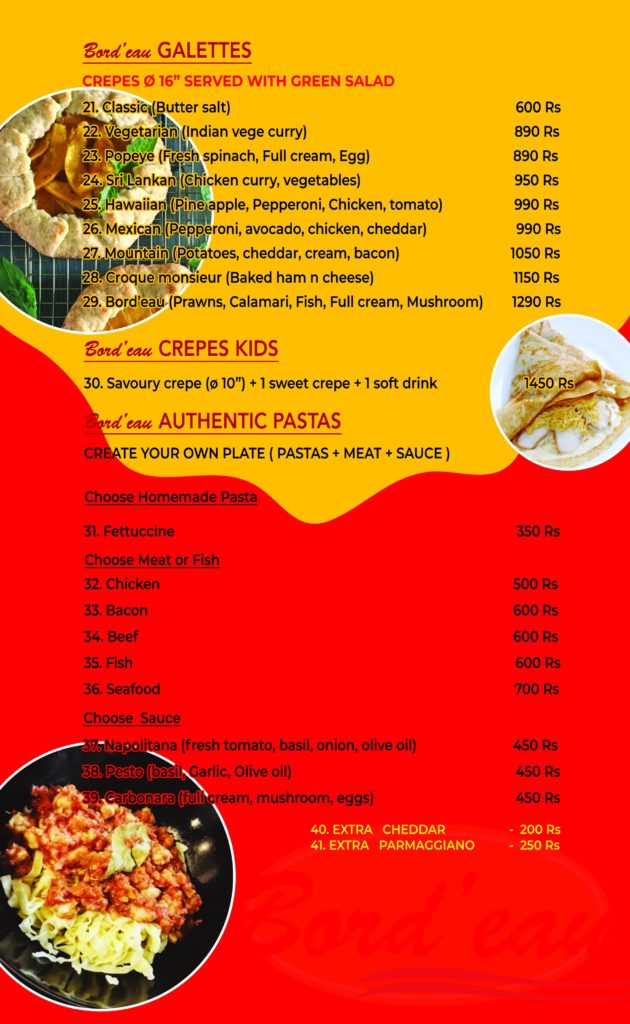 Bord'eau GALETTES
CREPES Ø 16” SERVED WITH GREEN SALAD
21. Classic (Butter salt) 600 Rs
22. Vegetarian (Indian vege curry) 890 Rs
23. Popeye (Fresh spinach, Full cream, Egg) 890 Rs
24. Sri Lankan (Chicken curry, vegetables) 950 Rs
25. Hawaiian (Pine apple, Pepperoni, Chicken, tomato) 990 Rs
26. Mexican (Pepperoni, avocado, chicken, cheddar) 990 Rs
27. Mountain (Potatoes, cheddar, cream, bacon) 1050 Rs
28. Croque monsieur (Baked ham n cheese) 1150 Rs
29. Bord'eau (Prawns, Calamari, Fish, Full cream, Mushroom) 1290 Rs
Bord'eau CREPES KIDS
30. Savoury crepe (ø 10”) + 1 sweet crepe + 1 soft drink 1450 Rs
Bord'eau AUTHENTIC PASTAS
CREATE YOUR OWN PLATE ( PASTAS + MEAT + SAUCE )
Choose Homemade Pasta
31. Fettuccine 350 Rs
Choose Meat or Fish
32. Chicken 500 Rs
33. Bacon 600 Rs
34. Beef 600 Rs
35. Fish 600 Rs
36. Seafood 700 Rs
Choose Sauce
37. Napolitana (fresh tomato, basil, onion, olive oil) 450 Rs
38. Pesto (basil, Garlic, Olive oil) 450 Rs
39. Carbonara (full cream, mushroom, eggs) 450 Rs
40. EXTRA CHEDDAR - 200 Rs
41. EXTRA PARMAGGIANO - 250 Rs
Bord'eau